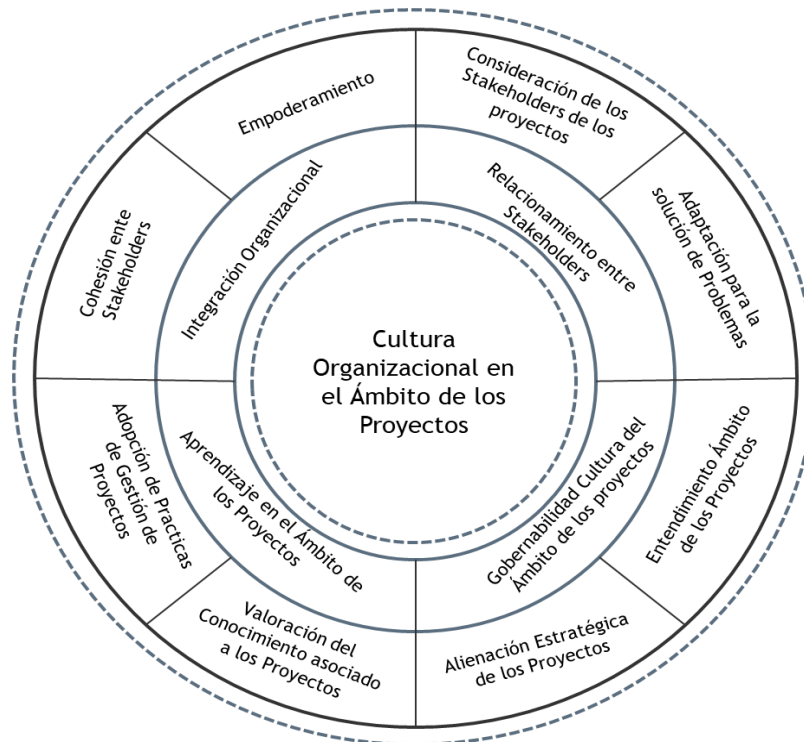 Empoderamiento
Consideración de los
Stakeholders de los
proyectos
Cohesión ente
Stakeholders
Integración Organizacional
Relacionamiento entre
Stakeholders
Adaptación para la
solución de Problemas
Cultura
Organizacional en
el Ámbito de los
Proyectos
Adopción de Practicas
de Gestión de
Proyectos
Aprendizaje en el Ámbito de
los Proyectos
Gobernabilidad Cultura del
Ámbito de los proyectos
Entendimiento Ámbito
de los Proyectos
Valoración del
Conocimiento asociado
a los Proyectos
Alienación Estratégica
de los Proyectos